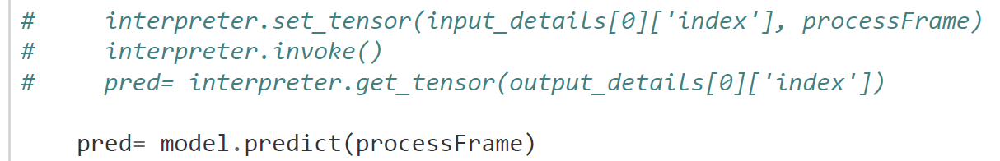 #     interpreter.set_tensor(input_details[0]['index'], processFrame)
#     interpreter.invoke()
#     pred= interpreter.get_tensor(output_details[0]['index'])
pred= model.predict(processFrame)